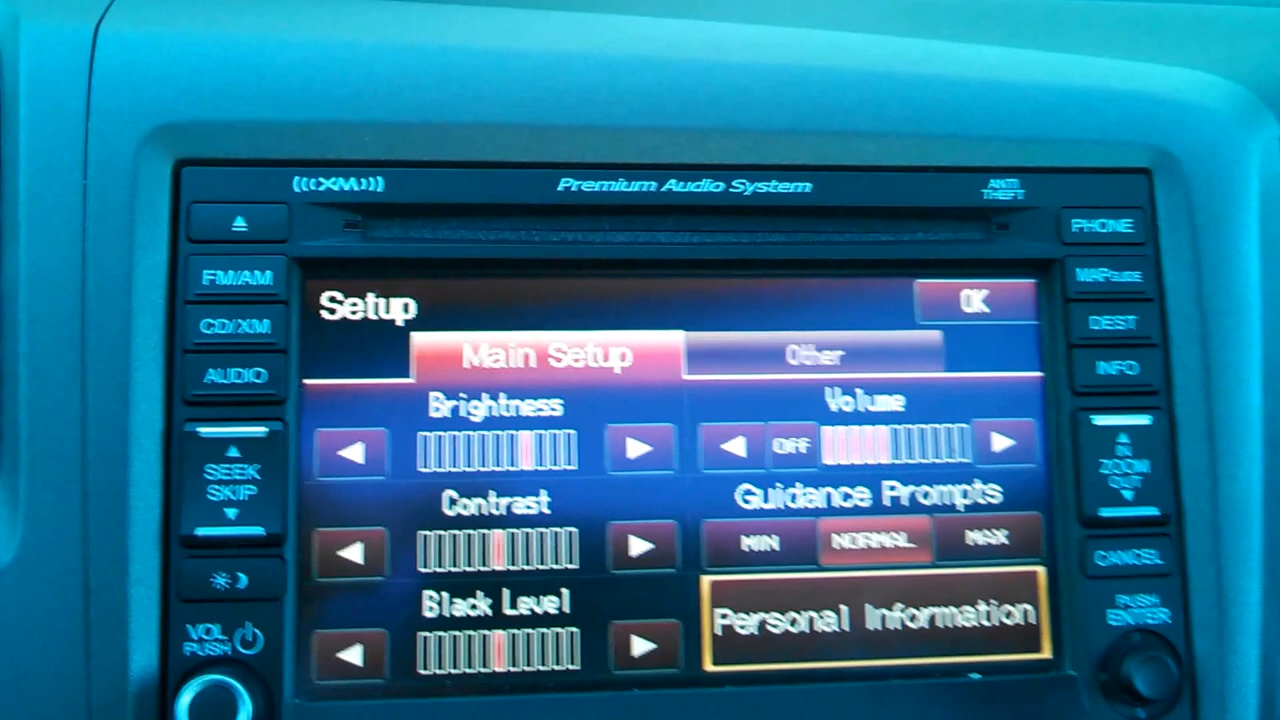 XM Premium Audio System ANTI THEFT
PHONE
FM/AM
MAP GUIDE
CD/XM
DEST
AUDIO
INFO
Setup OK
Main Setup Other
Brightness Volume
OFF
Contrast Guidance Prompts
MIN NORMAL MAX
Black Level Personal Information
SEEK
SKIP
IN
ZOOM
OUT
CANCEL
VOL
PUSH
PUSH
ENTER